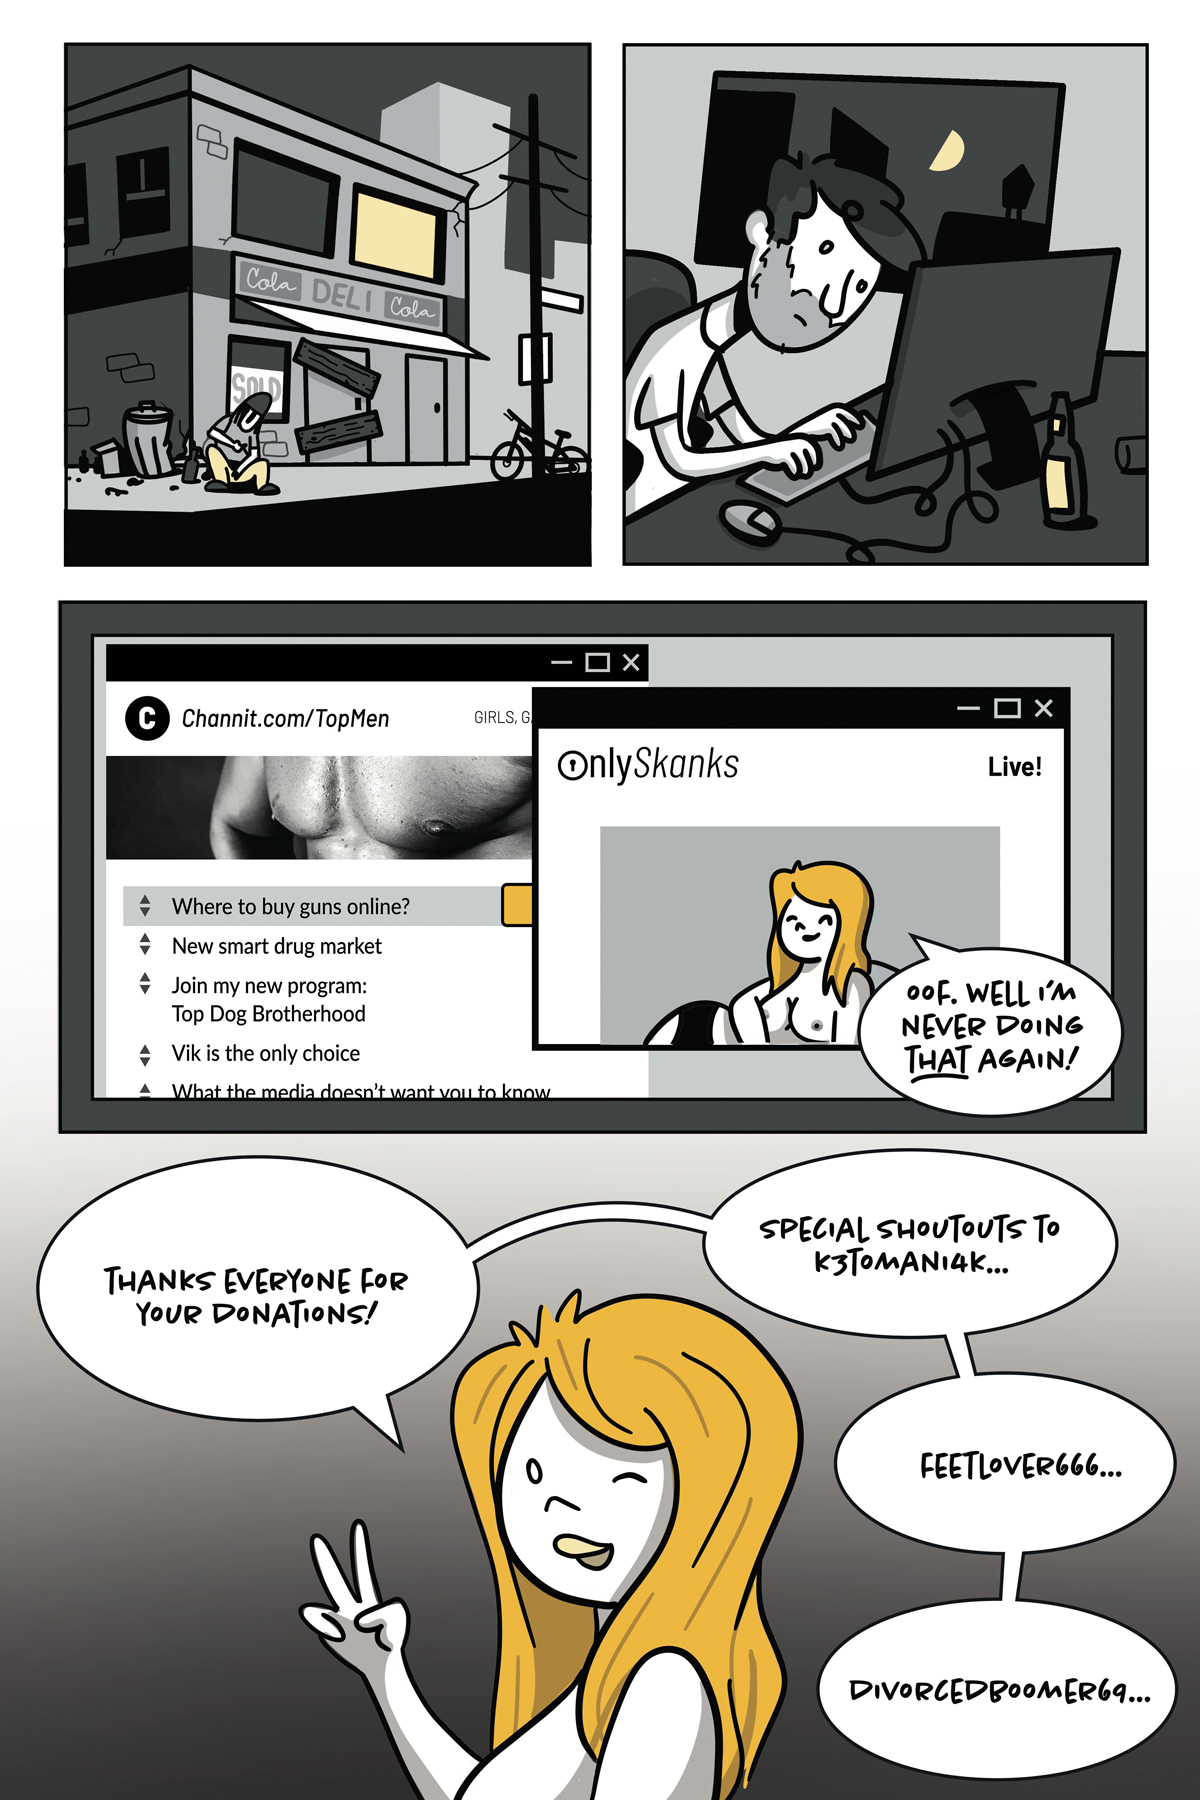 Cola DELI Cola
SOLD
C Channit.com/TopMen
GIRLS, G
OnlySkanks
Live!
Where to buy guns online?
New smart drug market
Join my new program:
Top Dog Brotherhood
Vik is the only choice
What the media doesn't want you to know
OOF. WELL I'M
NEVER DOING
THAT AGAIN!
THANKS EVERYONE FOR
YOUR DONATIONS!
SPECIAL SHOUTOUTS TO
K3TOMANI4K...
FEETLOVER666...
DIVORCEDBOOMER69...